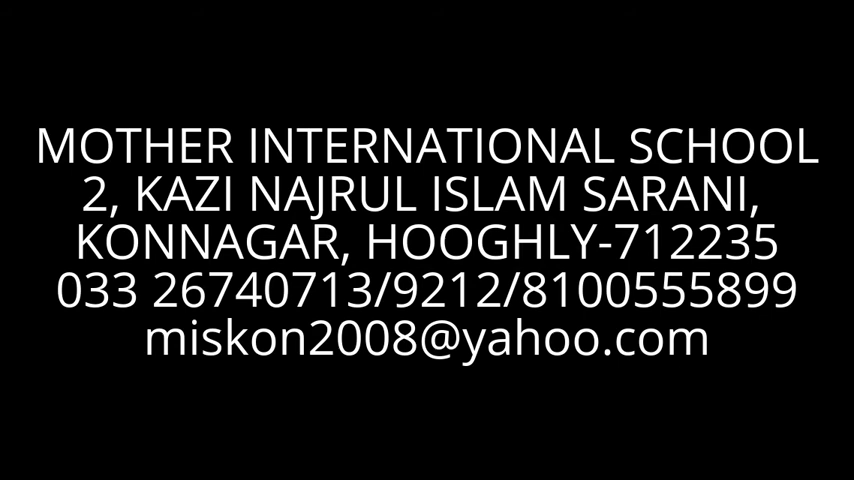 MOTHER INTERNATIONAL SCHOOL
2, KAZI NAJRUL ISLAM SARANI,
KONNAGAR, HOOGHLY-712235
033 26740713/9212/8100555899
miskon2008@yahoo.com